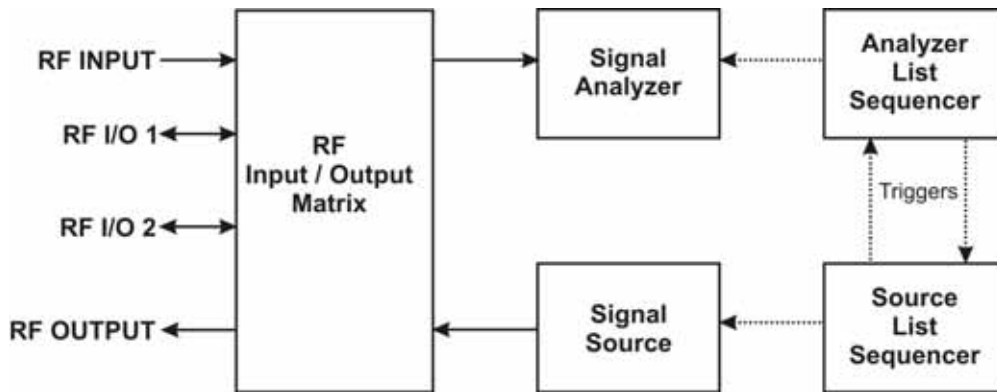 RF INPUT
RF I/O 1
RF I/O 2
RF OUTPUT
RF
Input / Output
Matrix
Signal
Analyzer
Analyzer
List
Sequencer
Triggers
Signal
Source
Source
List
Sequencer